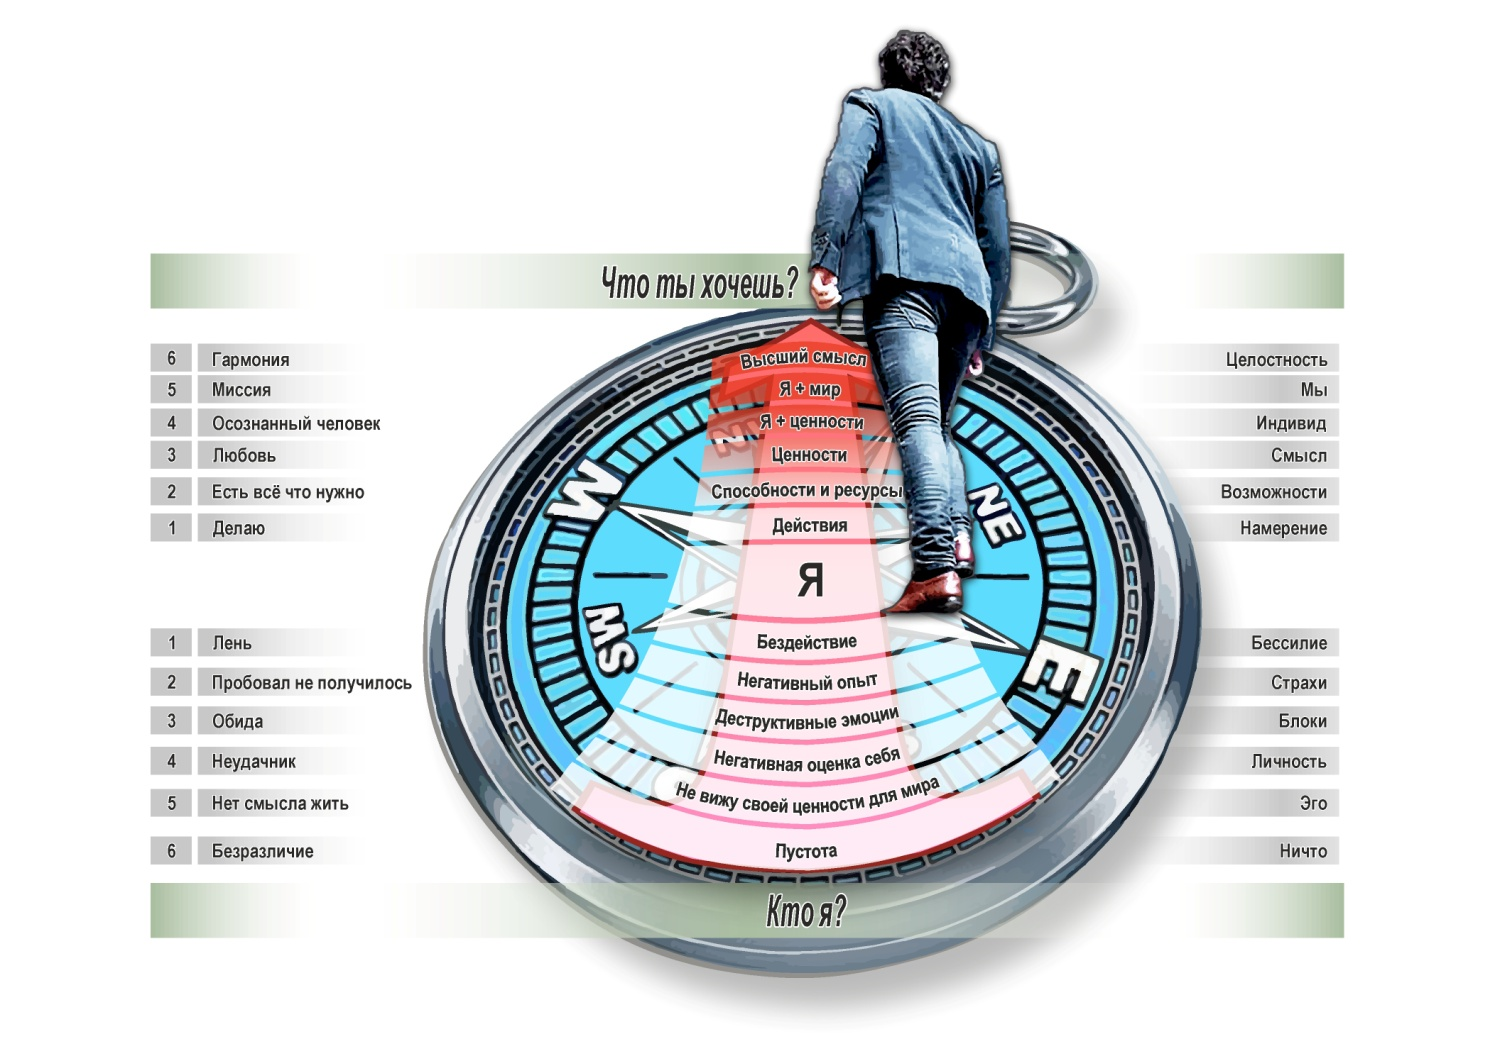 Что ты хочешь?
6 Гармония Высший смысл Целостность
5 Миссия Я + мир Мы
4 Осознанный человек Я + ценности Индивид
3 Любовь Ценности Смысл
2 Есть всё что нужно Способности и ресурсы Возможности
1 Делаю Действия Намерение
W
NW
NE
Я
SW
E
1 Лень Бездействие Бессилие
2 Пробовал не получилось Негативный опыт Страхи
3 Обида Деструктивные эмоции Блоки
4 Неудачник Негативная оценка себя Личность
5 Нет смысла жить Не вижу своей ценности для мира Эго
6 Безразличие Пустота Ничто
Кто я?